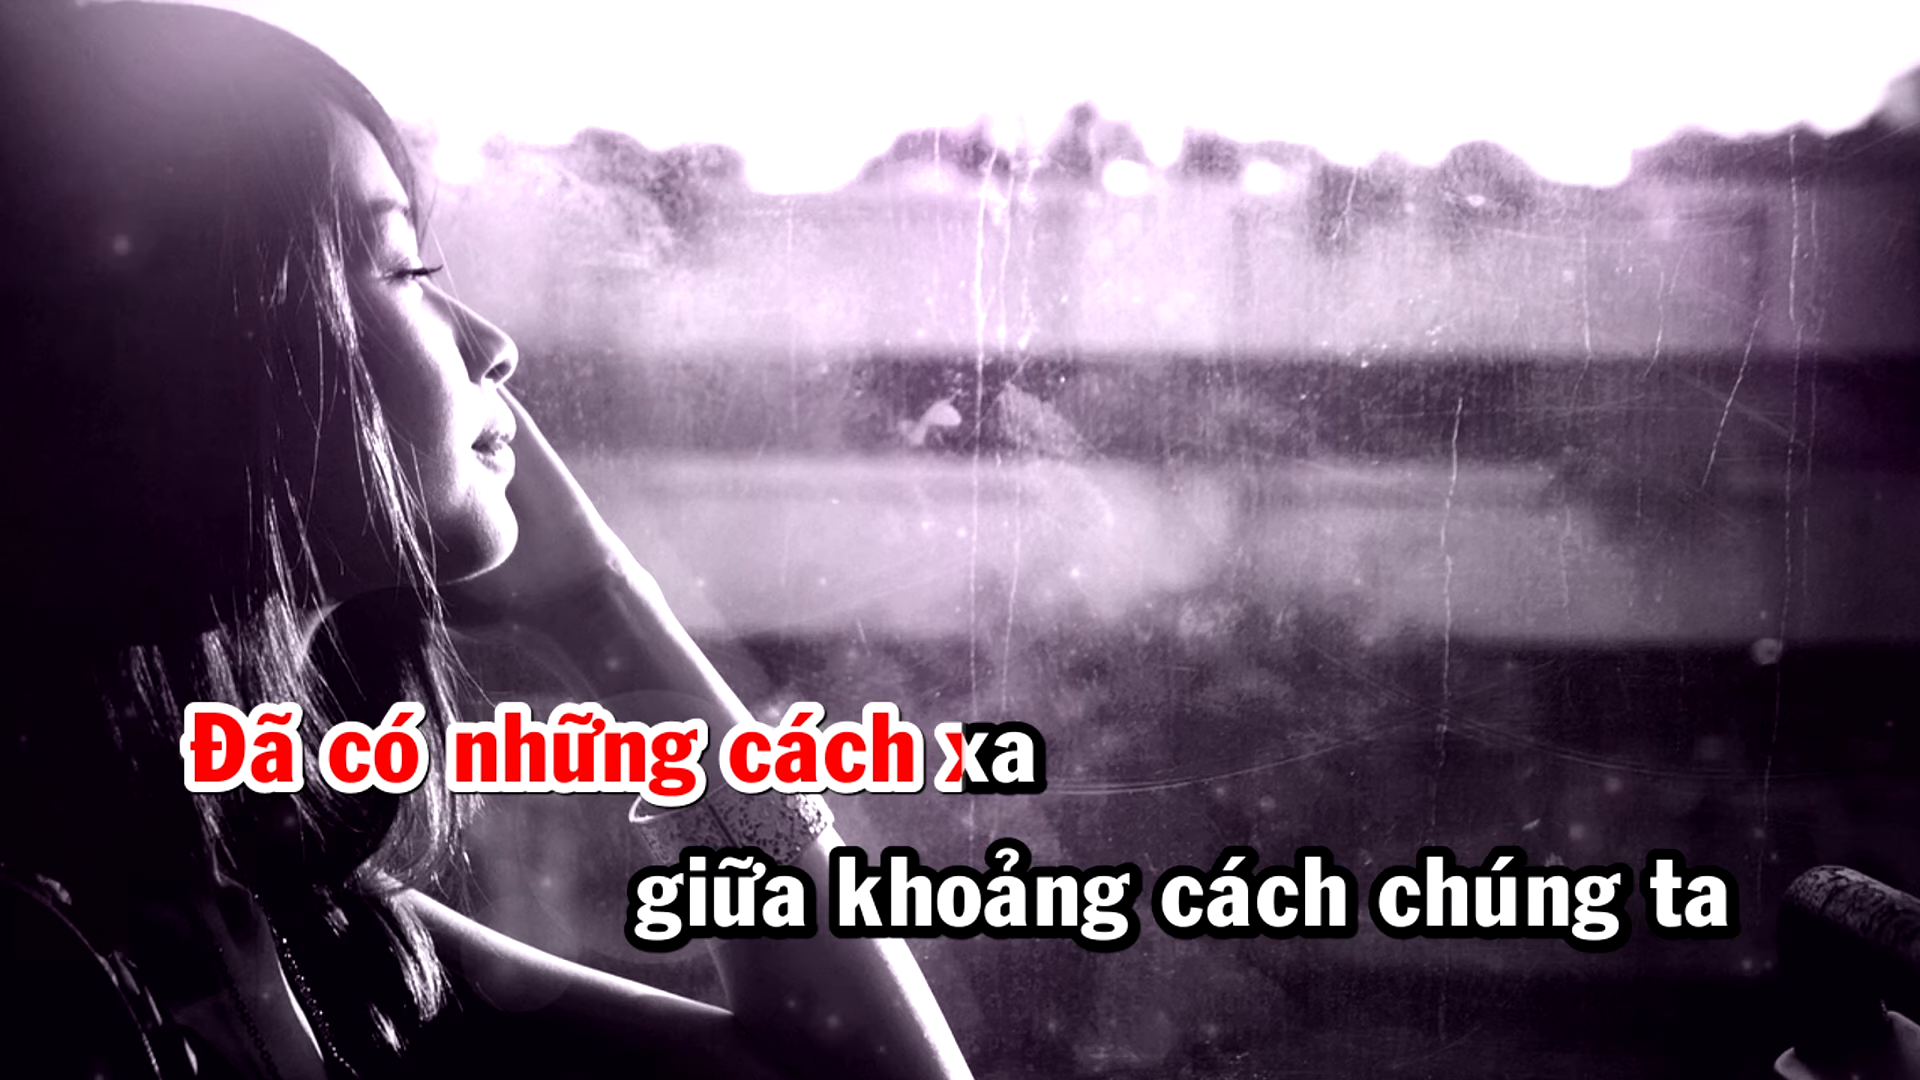 Đã có những cách xa
giữa khoảng cách chúng ta